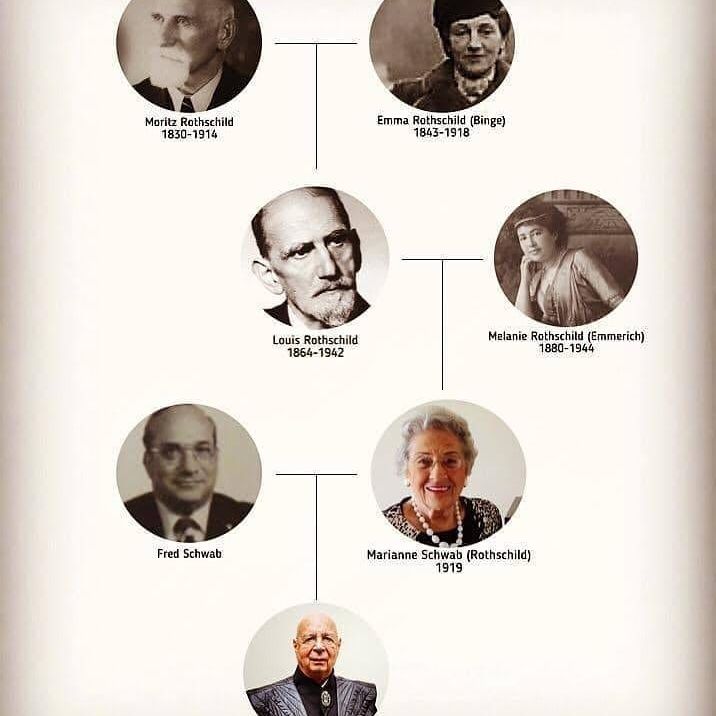 Moritz Rothschild
1830-1914
Emma Rothschild (Binge)
1843-1918
Louis Rothschild
1864-1942
Melanie Rothschild (Emmerich)
1880-1944
Fred Schwab
Marianne Schwab (Rothschild)
1919